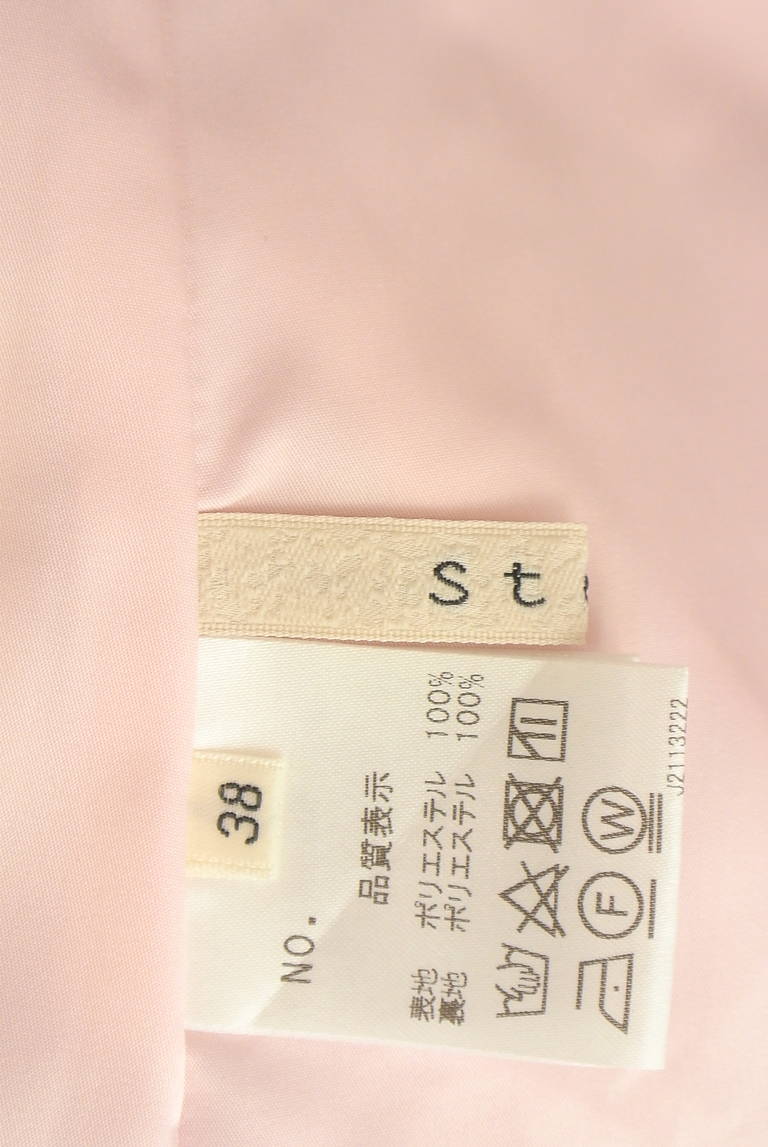 St
38
NO.
品質表示
表地 ポリエステル 100%
裏地 ポリエステル 100%
F W
J2113222